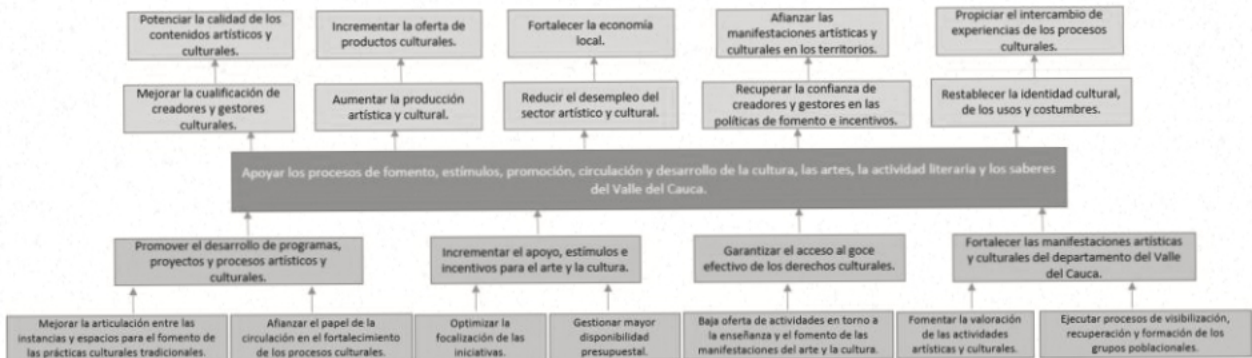 Potenciar la calidad de los
contenidos artísticos y
culturales.
Incrementar la oferta de
productos culturales.
Fortalecer la economía
local.
Afianzar las
manifestaciones artísticas y
culturales en los territorios.
Propiciar el intercambio de
experiencias de los procesos
culturales.
Mejorar la cualificación de
creadores y gestores
culturales.
Aumentar la producción
artística y cultural.
Reducir el desempleo del
sector artístico y cultural.
Recuperar la confianza de
creadores y gestores en las
políticas de fomento e incentivos.
Restablecer la identidad cultural,
de los usos y costumbres.
Apoyar los procesos de fomento, estímulos, promoción, circulación y desarrollo de la cultura, las artes, la actividad literaria y los saberes
del Valle del Cauca.
Promover el desarrollo de programas,
proyectos y procesos artísticos y
culturales.
Incrementar el apoyo, estímulos e
incentivos para el arte y la cultura.
Garantizar el acceso al goce
efectivo de los derechos culturales.
Fortalecer las manifestaciones artísticas
y culturales del departamento del Valle
del Cauca.
Mejorar la articulación entre las
instancias y espacios para el fomento de
las prácticas culturales tradicionales.
Afianzar el papel de la
circulación en el fortalecimiento
de los procesos culturales.
Optimizar la
focalización de las
iniciativas.
Gestionar mayor
disponibilidad
presupuestal.
Baja oferta de actividades en torno a
la enseñanza y el fomento de las
manifestaciones del arte y la cultura.
Fomentar la valoración
de las actividades
artísticas y culturales.
Ejecutar procesos de visibilización,
recuperación y formación de los
grupos poblacionales.